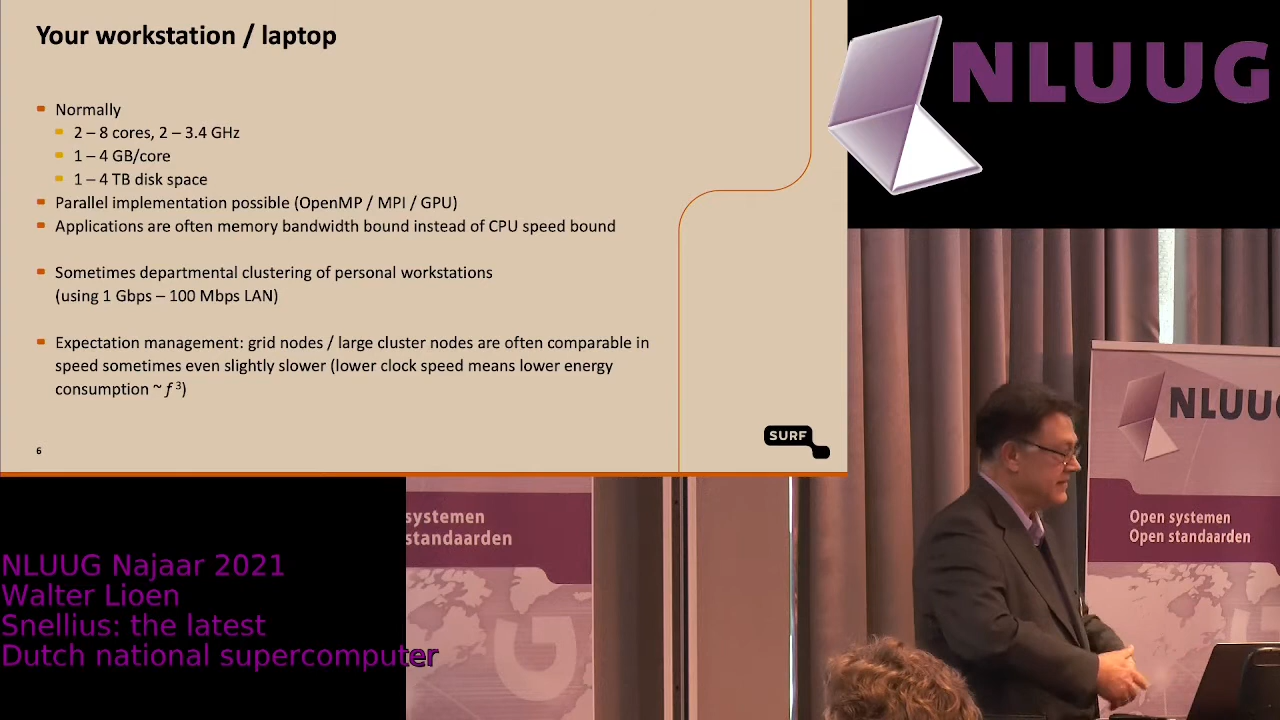 Your workstation / laptop
Normally
2 – 8 cores, 2 – 3.4 GHz
1 – 4 GB/core
1 – 4 TB disk space
Parallel implementation possible (OpenMP / MPI / GPU)
Applications are often memory bandwidth bound instead of CPU speed bound
Sometimes departmental clustering of personal workstations
(using 1 Gbps – 100 Mbps LAN)
Expectation management: grid nodes / large cluster nodes are often comparable in
speed sometimes even slightly slower (lower clock speed means lower energy
consumption ~ f ³)
6
SURF
NLUUG
NLUU
Open systemen
Open standaarden
systemen
standaarden
G
NLUUG Najaar 2021
Walter Lioen
Snellius: the latest
Dutch national supercomputer